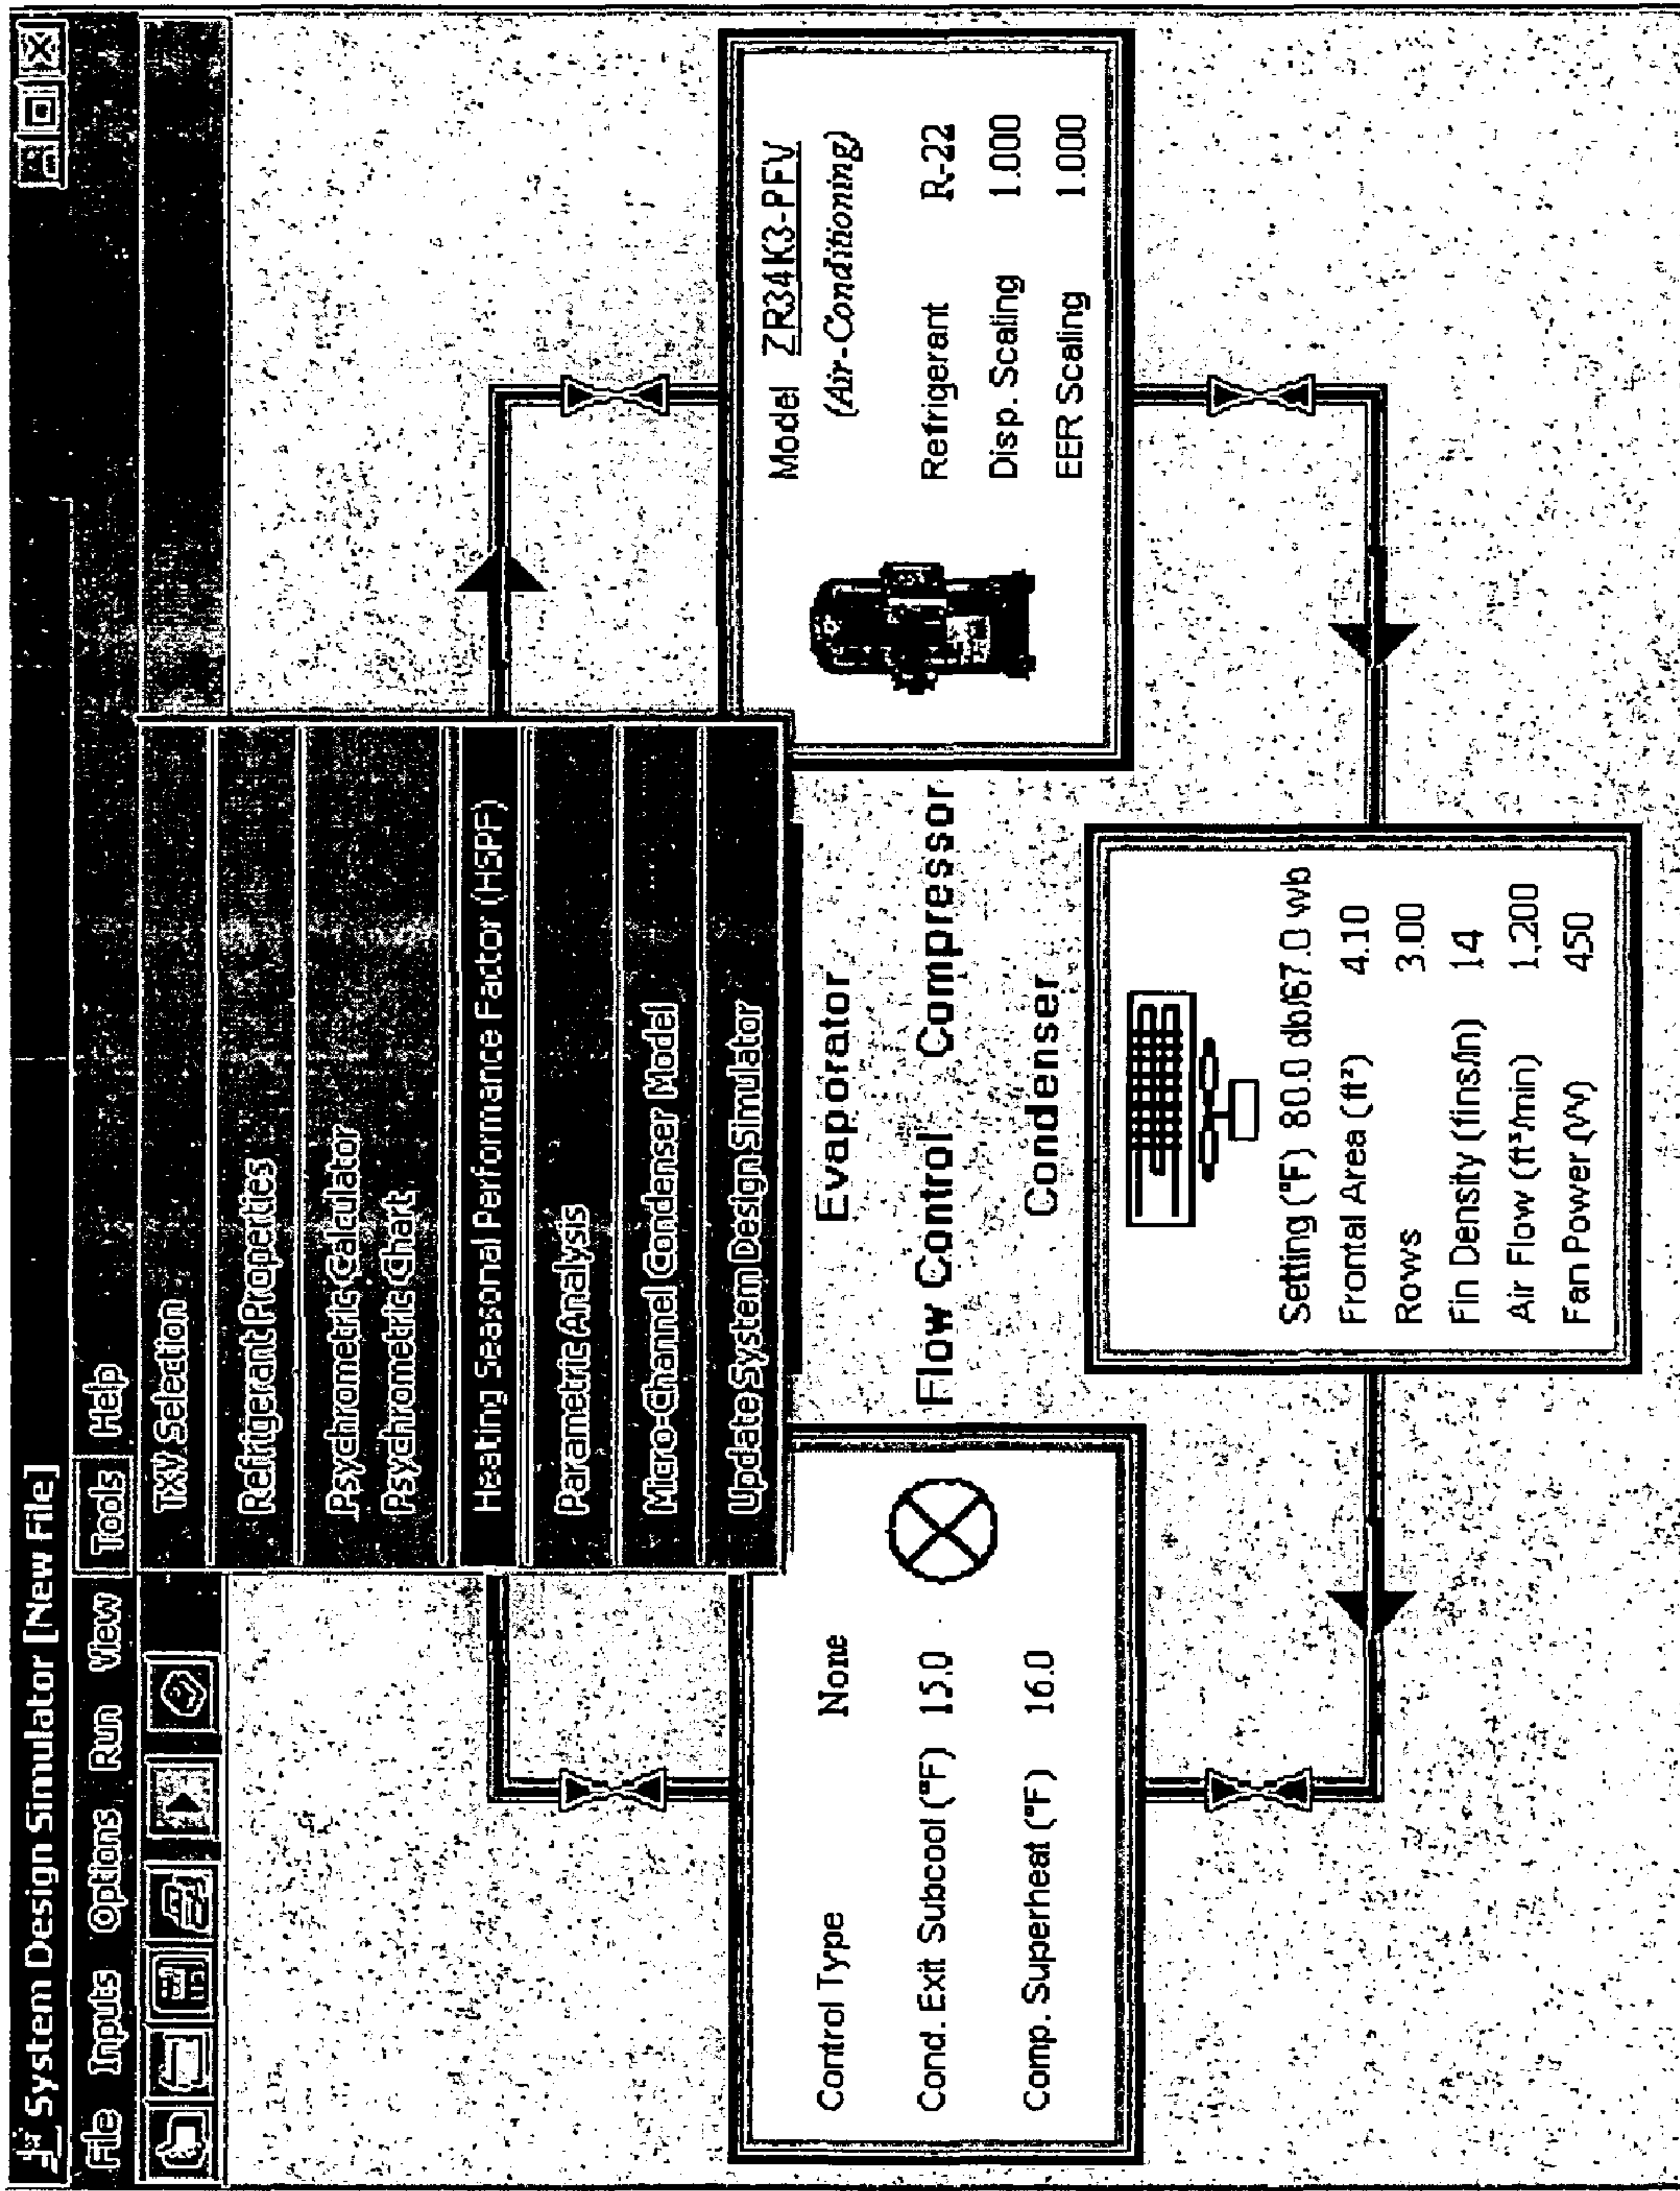 System Design Simulator [New File]
File Inputs Options Run View Tools Help
TXV Selection
Refrigerant Properties
Psychrometric Calculator
Psychrometric Chart
Heating Seasonal Performance Factor (HSPF)
Parametric Analysis
Micro-Channel Condenser Model
Update System Design Simulator
Control Type None
Cond. Exit Subcool (°F) 15.0
Comp. Superheat (°F) 16.0
Evaporator
Flow Control Compressor
Condenser
Model ZR34K3-PFV
(Air-Conditioning)
Refrigerant R-22
Disp. Scaling 1.000
EER Scaling 1.000
Setting (°F) 80.0 db/67.0 wb
Frontal Area (ft²) 4.10
Rows 3.00
Fin Density (fins/in) 14
Air Flow (ft³/min) 1,200
Fan Power (W) 450